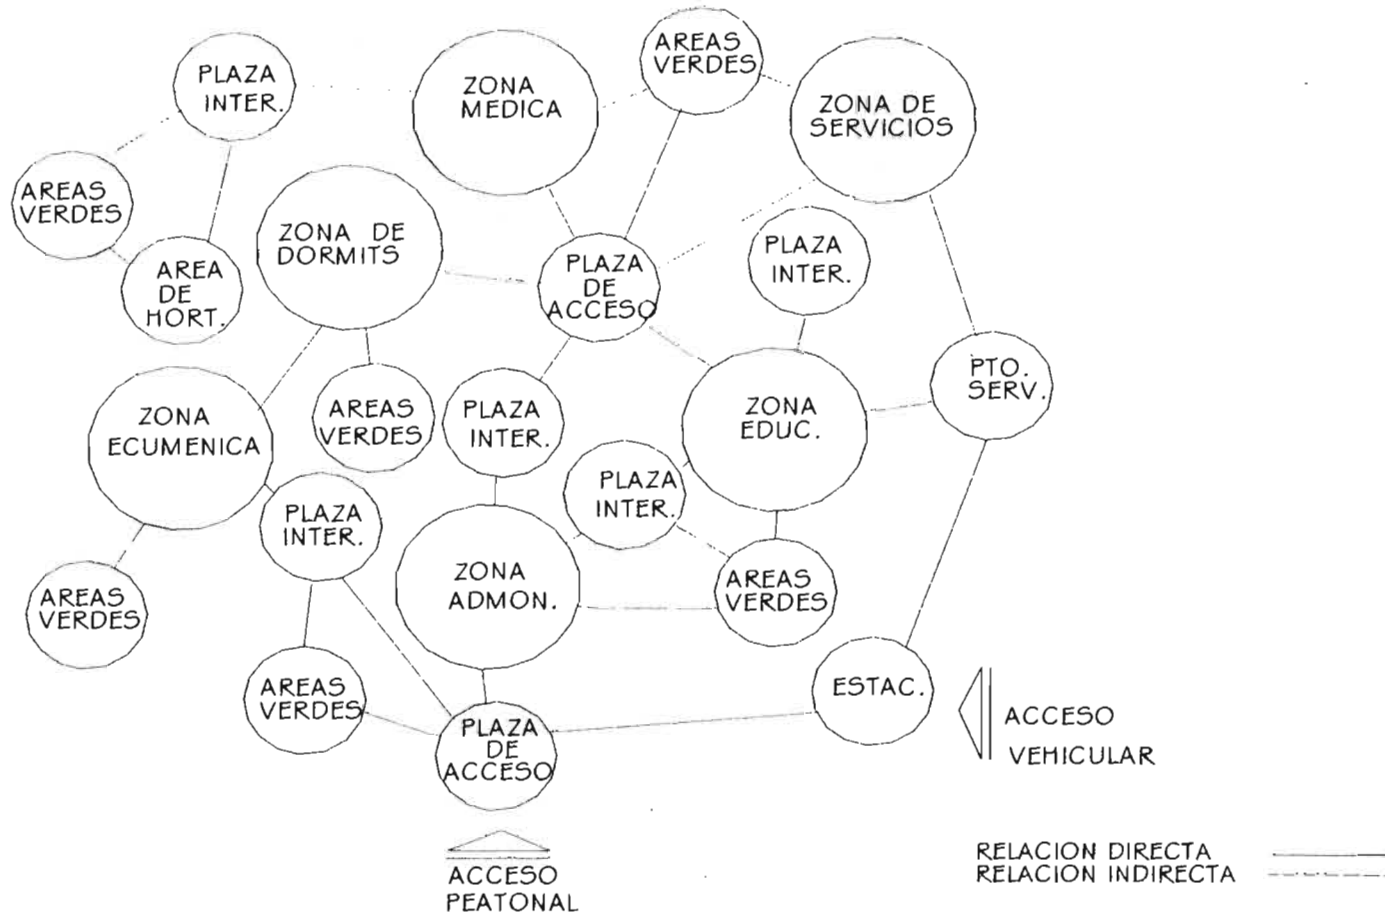 AREAS
VERDES
PLAZA
INTER.
ZONA
MEDICA
ZONA DE
SERVICIOS
AREAS
VERDES
ZONA DE
DORMITS
PLAZA
INTER.
AREA
DE
HORT.
PLAZA
DE
ACCESO
PTO.
SERV.
ZONA
ECUMENICA
AREAS
VERDES
PLAZA
INTER.
ZONA
EDUC.
PLAZA
INTER.
PLAZA
INTER.
ZONA
ADMON.
AREAS
VERDES
AREAS
VERDES
AREAS
VERDES
ESTAC.
PLAZA
DE
ACCESO
ACCESO
VEHICULAR
ACCESO
PEATONAL
RELACION DIRECTA
RELACION INDIRECTA